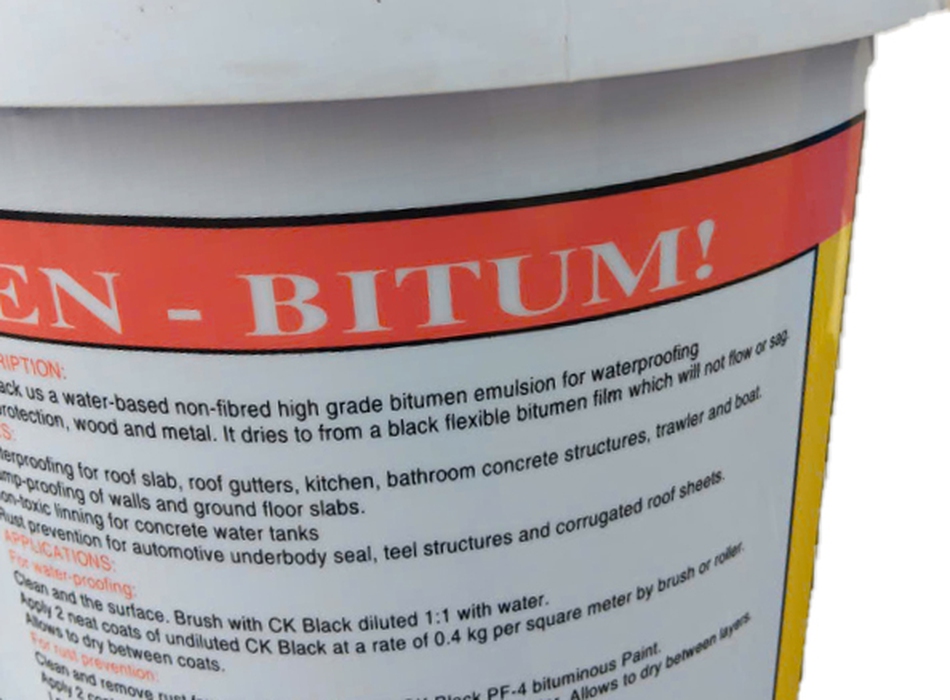 EN - BITUM!
RIPTION:
ack us a water-based non-fibred high grade bitumen emulsion for waterproofing
rotection, wood and metal. It dries to from a black flexible bitumen film which will not flow or sag.
S:
terproofing for roof slab, roof gutters, kitchen, bathroom concrete structures, trawler and boat.
mp-proofing of walls and ground floor slabs.
on-toxic linning for concrete water tanks
Rust prevention for automotive underbody seal, teel structures and corrugated roof sheets.
APPLICATIONS:
For water-proofing:
Clean and the surface. Brush with CK Black diluted 1:1 with water.
Apply 2 neat coats of undiluted CK Black at a rate of 0.4 kg per square meter by brush or roller.
Allows to dry between coats.
For rust prevention:
Clean and remove rust Black PF-4 bituminous Paint.
Apply 2 Allows to dry between layers.